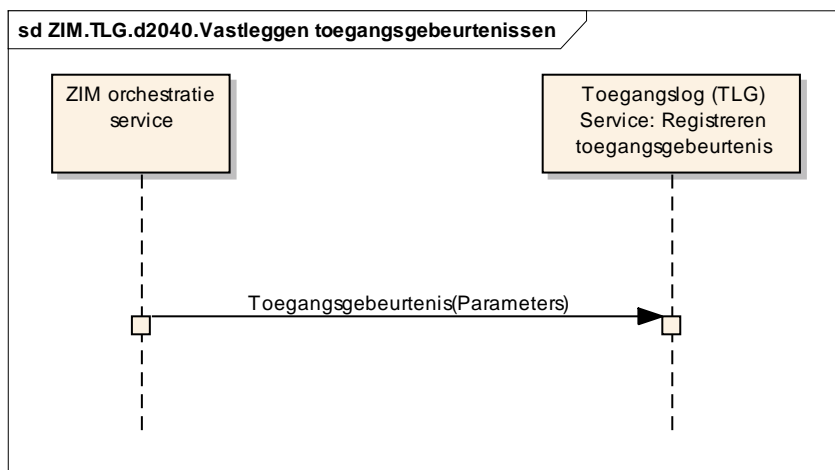 sd ZIM.TLG.d2040.Vastleggen toegangsgebeurtenissen
ZIM orchestratie
service
Toegangslog (TLG)
Service: Registreren
toegangsgebeurtenis
Toegangsgebeurtenis(Parameters)